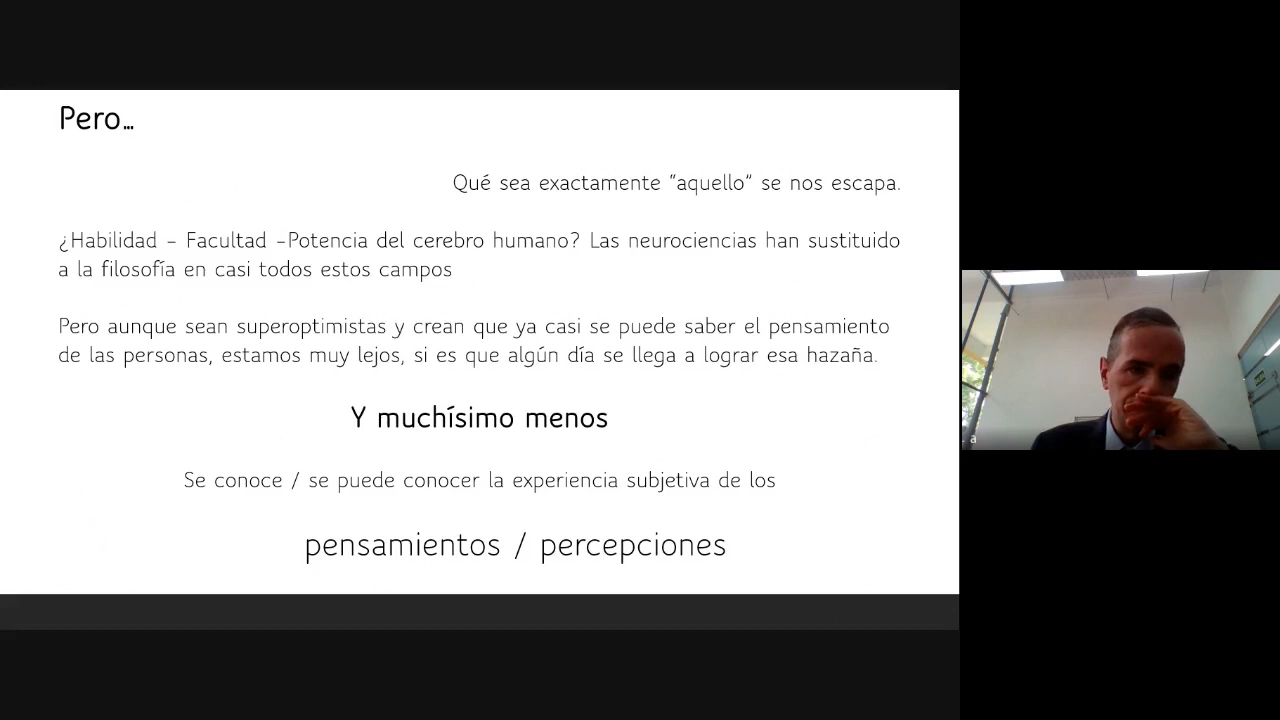 Pero...
Qué sea exactamente "aquello" se nos escapa.
¿Habilidad - Facultad -Potencia del cerebro humano? Las neurociencias han sustituido
a la filosofía en casi todos estos campos
Pero aunque sean superoptimistas y crean que ya casi se puede saber el pensamiento
de las personas, estamos muy lejos, si es que algún día se llega a lograr esa hazaña.
Y muchísimo menos
Se conoce / se puede conocer la experiencia subjetiva de los
pensamientos / percepciones
a